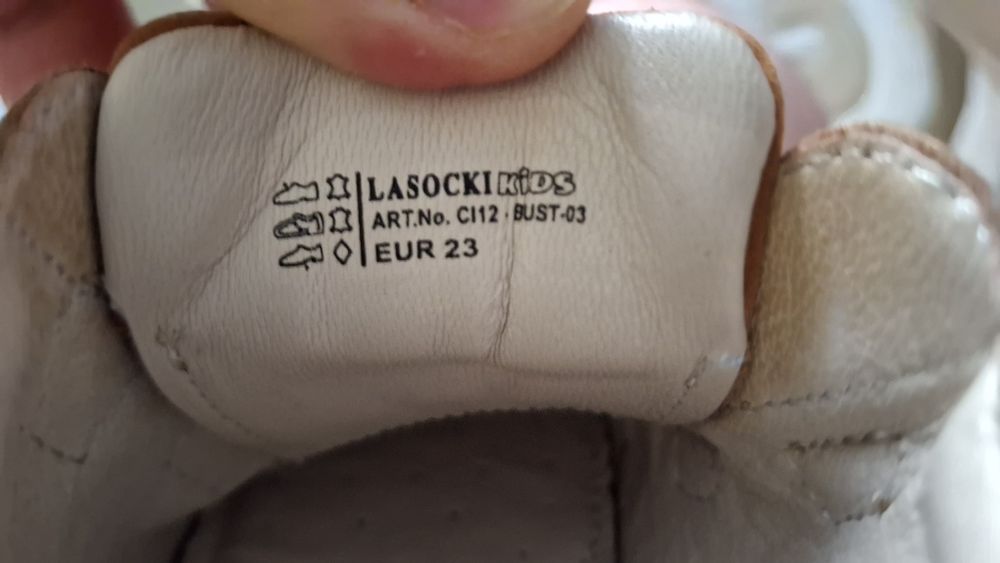 LASOCKI KIDS
ART.No. CI12 · BUST-03
EUR 23